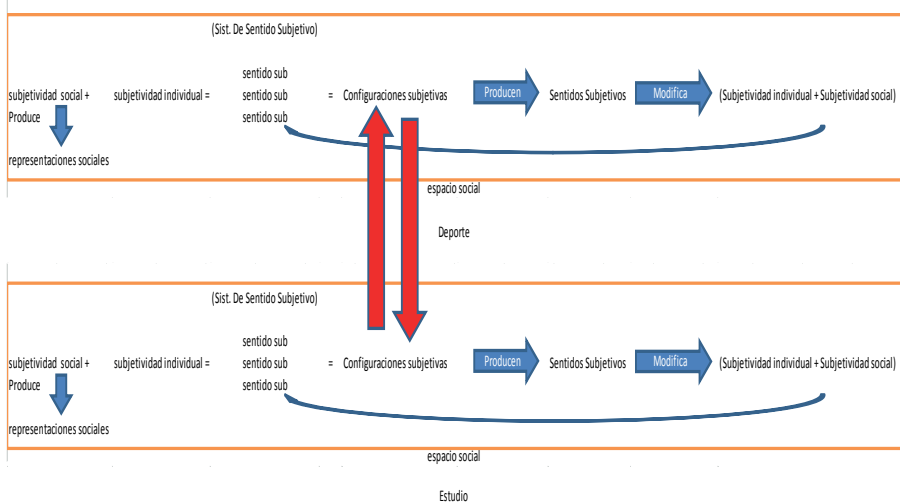 (Sist. De Sentido Subjetivo)
sentido sub
subjetividad social + subjetividad individual = sentido sub = Configuraciones subjetivas Producen Sentidos Subjetivos Modifica (Subjetividad individual + Subjetividad social)
Produce sentido sub
representaciones sociales
espacio social
Deporte
(Sist. De Sentido Subjetivo)
sentido sub
subjetividad social + subjetividad individual = sentido sub = Configuraciones subjetivas Producen Sentidos Subjetivos Modifica (Subjetividad individual + Subjetividad social)
Produce sentido sub
representaciones sociales
espacio social
Estudio